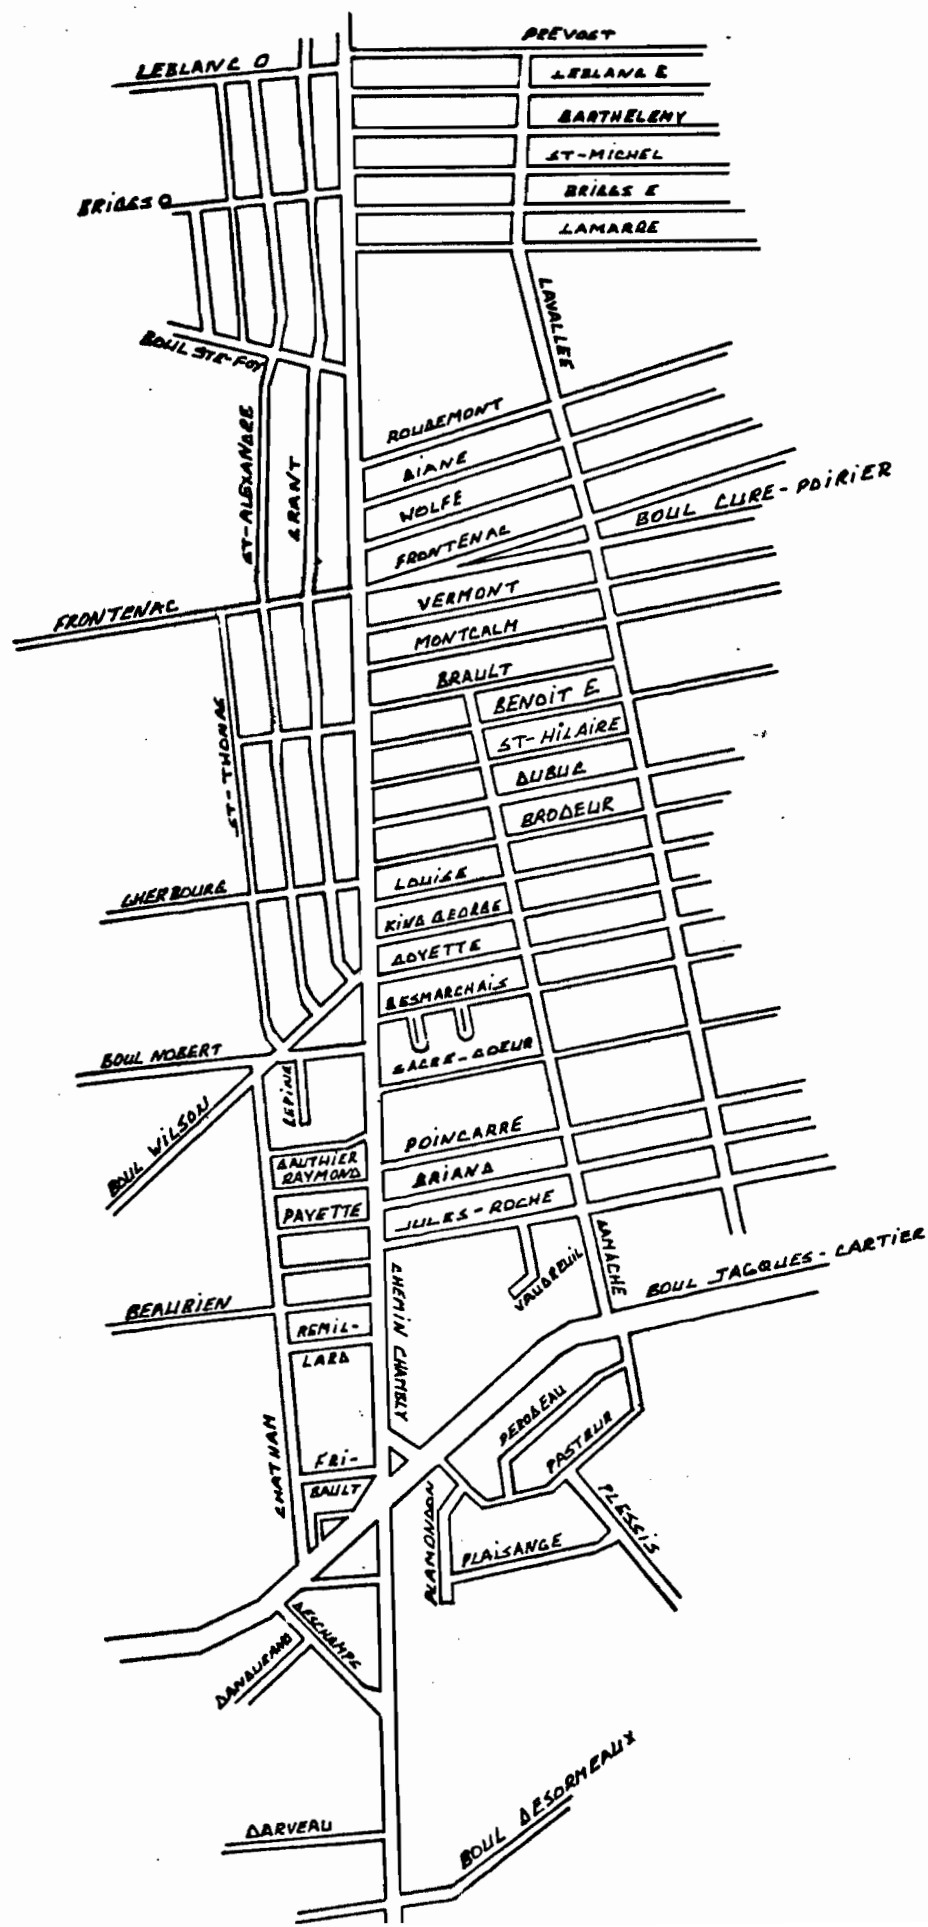 PREVOST
LEBLANC O
LEBLANC E
BARTHELEMY
ST-MICHEL
BRIGGS O
BRIGGS E
LAMARRE
LAVALLEE
BOUL STE-FOY
ROUGEMONT
ST-ALEXANDRE
GRANT
DIANE
WOLFE
BOUL CURE-POIRIER
FRONTENAC
VERMONT
FRONTENAC
MONTCALM
BRAULT
BENOIT E
ST-THOMAS
ST-HILAIRE
DUBUC
BRODEUR
LOUISE
SHERBOURG
KING GEORGE
GOYETTE
DESMARCHAIS
BOUL NOBERT
SACRE-COEUR
LEPINE
BOUL WILSON
POINCARRE
GAUTHIER
RAYMOND
BRIAND
PAYETTE
JULES-ROCHE
GAMACHE
VAUDREUIL
BOUL JACQUES-CARTIER
CHEMIN CHAMBLY
BEAURIEN
REMIL-
LARD
PERODEAU
CHATHAM
FRI-
BAULT
PASTEUR
PLESSIS
PLAMONDON
PLAISANCE
DESCHAMPS
DANDURAND
DARVEAU
BOUL DESORMEAUX